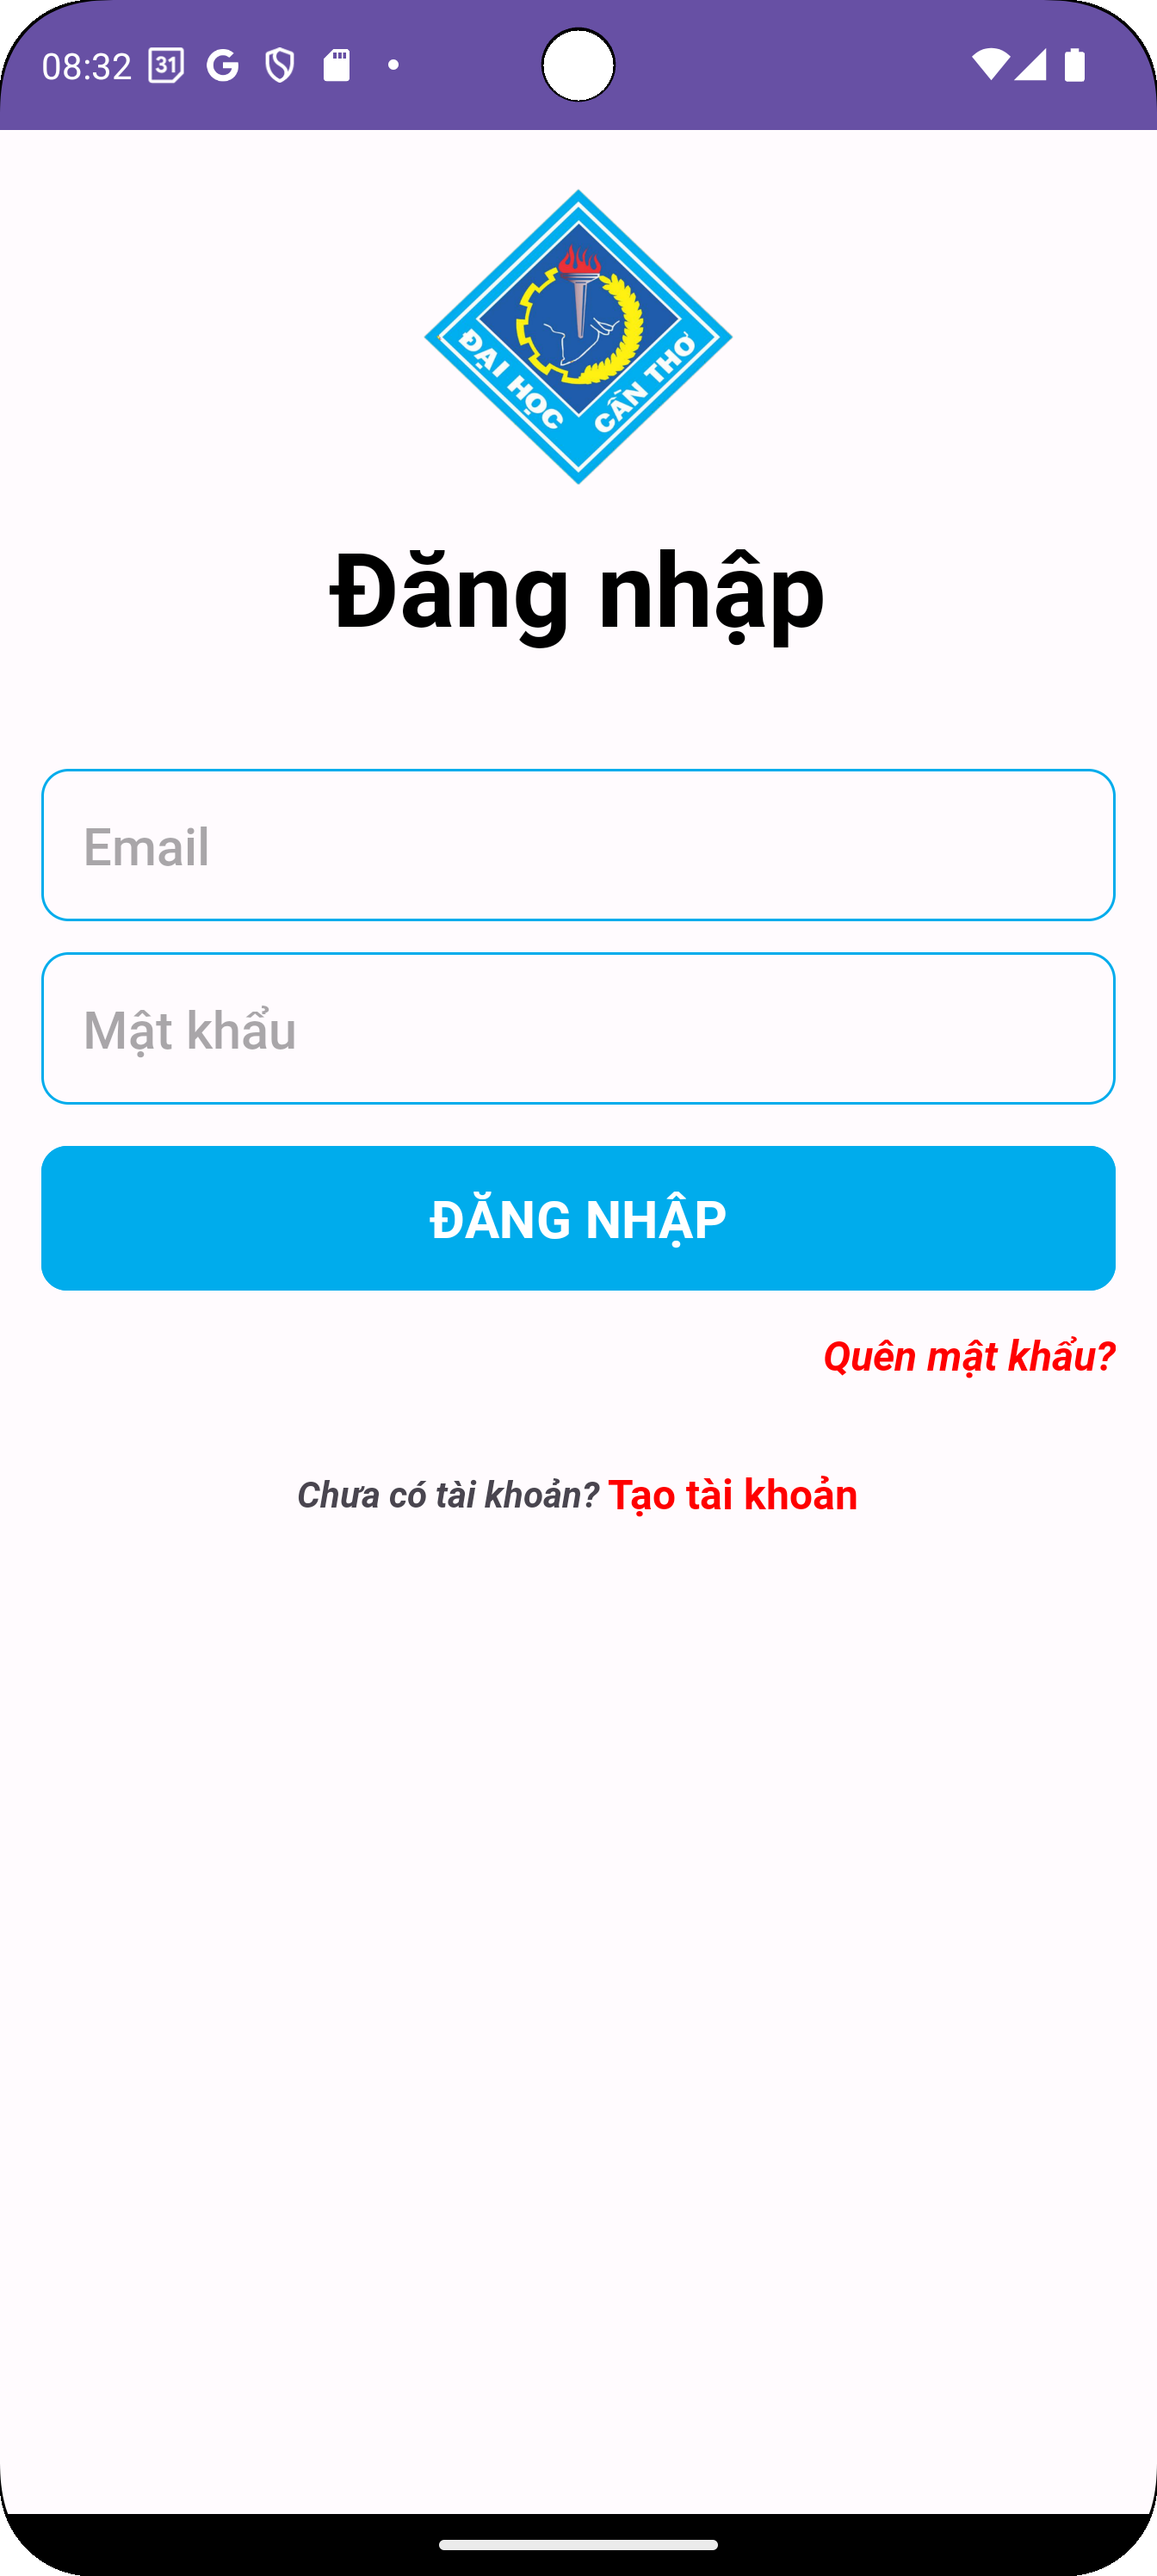 08:32
31
G
ĐẠI HỌC CẦN THƠ
Đăng nhập
Email
Mật khẩu
ĐĂNG NHẬP
Quên mật khẩu?
Chưa có tài khoản? Tạo tài khoản